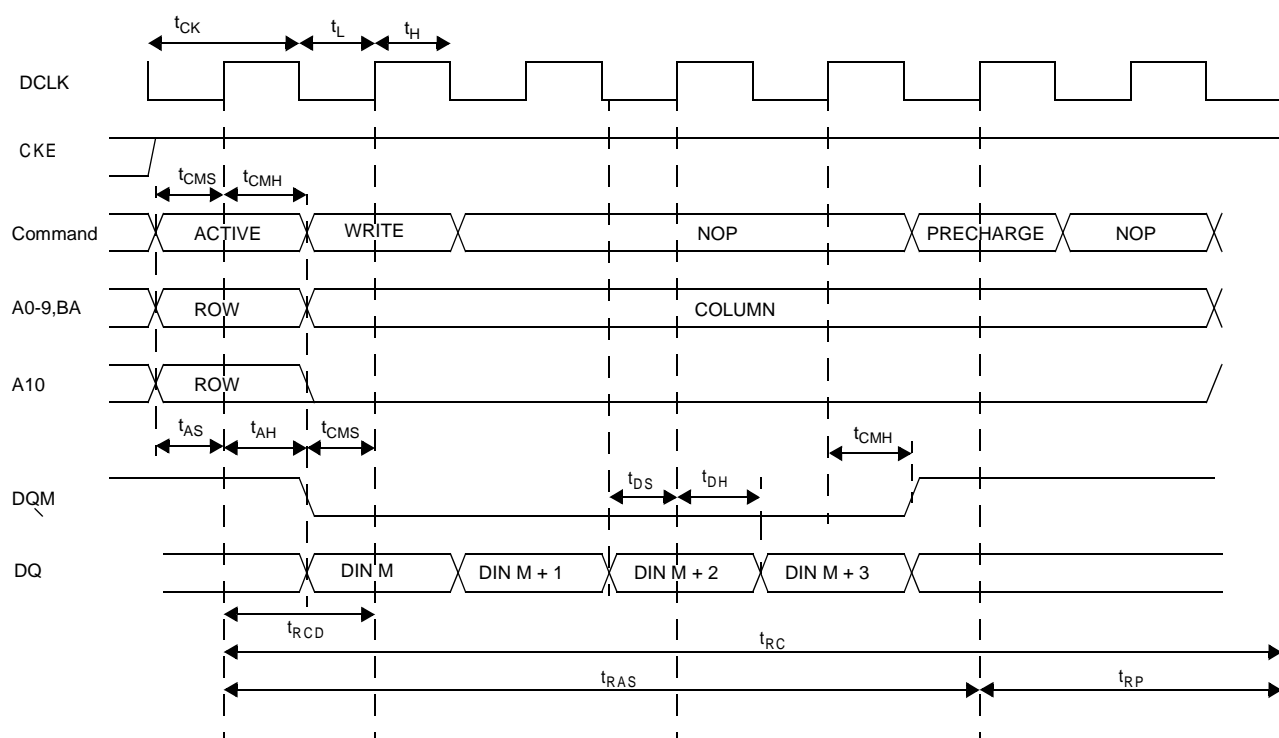 tCK tL tH
DCLK
CKE
tCMS tCMH
Command ACTIVE WRITE NOP PRECHARGE NOP
A0-9,BA ROW COLUMN
A10 ROW
tAS tAH tCMS tCMH
tDS tDH
DQM
DQ DIN M DIN M + 1 DIN M + 2 DIN M + 3
tRCD
tRC
tRAS tRP